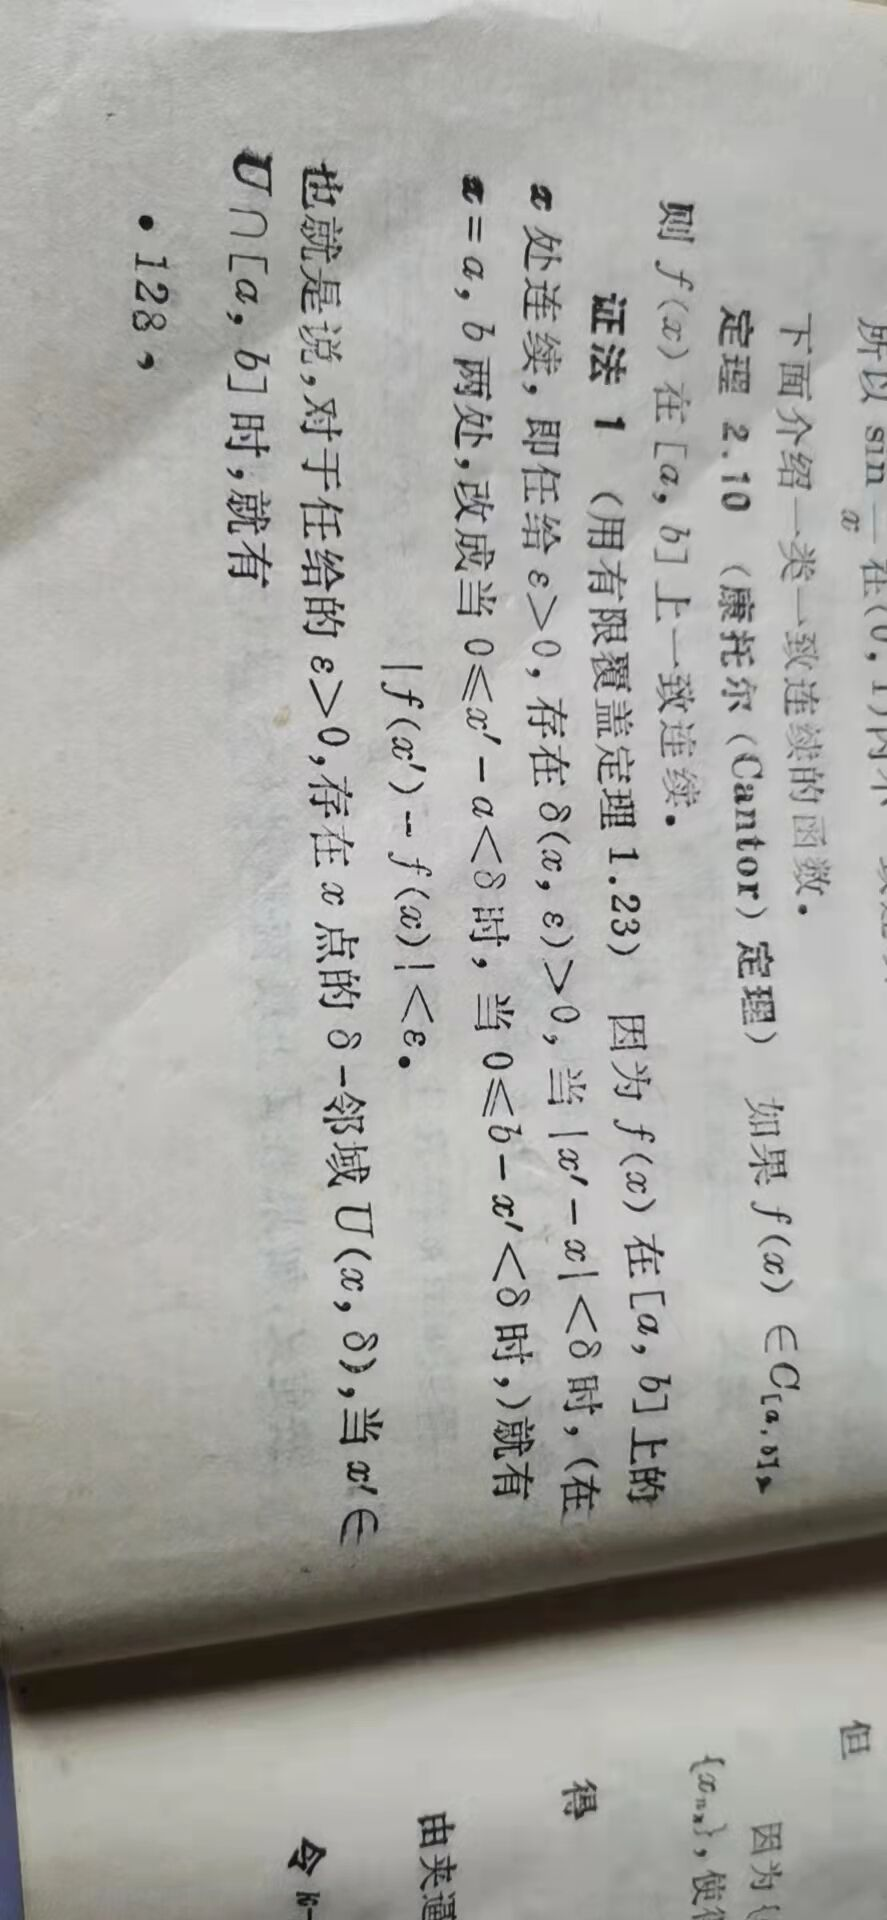 所以 sin — 在(0, 1)内不
x
下面介绍一类一致连续的函数.
定理 2.10 (康托尔(Cantor)定理) 如果 f(x)∈C[a,b],
则 f(x)在[a, b]上一致连续.
证法 1 (用有限覆盖定理1.23) 因为 f(x)在[a, b]上的
x处连续, 即任给 ε>0, 存在 δ(x, ε)>0, 当|x′−x|<δ时, (在
x=a, b 两处, 改成当 0≤x′−a<δ时, 当 0≤b−x′<δ时,)就有
|f(x′)−f(x)|<ε.
也就是说, 对于任给的 ε>0, 存在 x 点的 δ-邻域 U(x, δ), 当 x′∈
U∩[a, b]时, 就有
•128,
但
因为{
使
得
由夹逼
令 k-